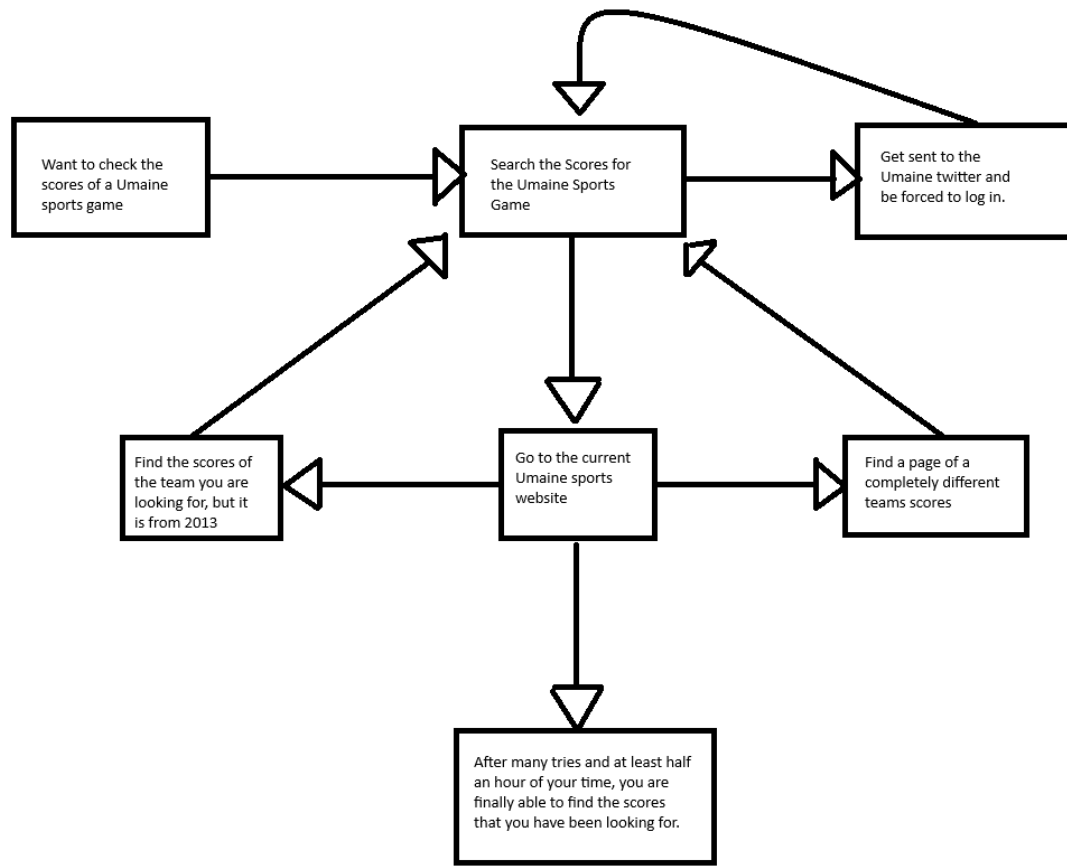 Want to check the
scores of a Umaine
sports game
Search the Scores for
the Umaine Sports
Game
Get sent to the
Umaine twitter and
be forced to log in.
Find the scores of
the team you are
looking for, but it
is from 2013
Go to the current
Umaine sports
website
Find a page of a
completely different
teams scores
After many tries and at least half
an hour of your time, you are
finally able to find the scores
that you have been looking for.